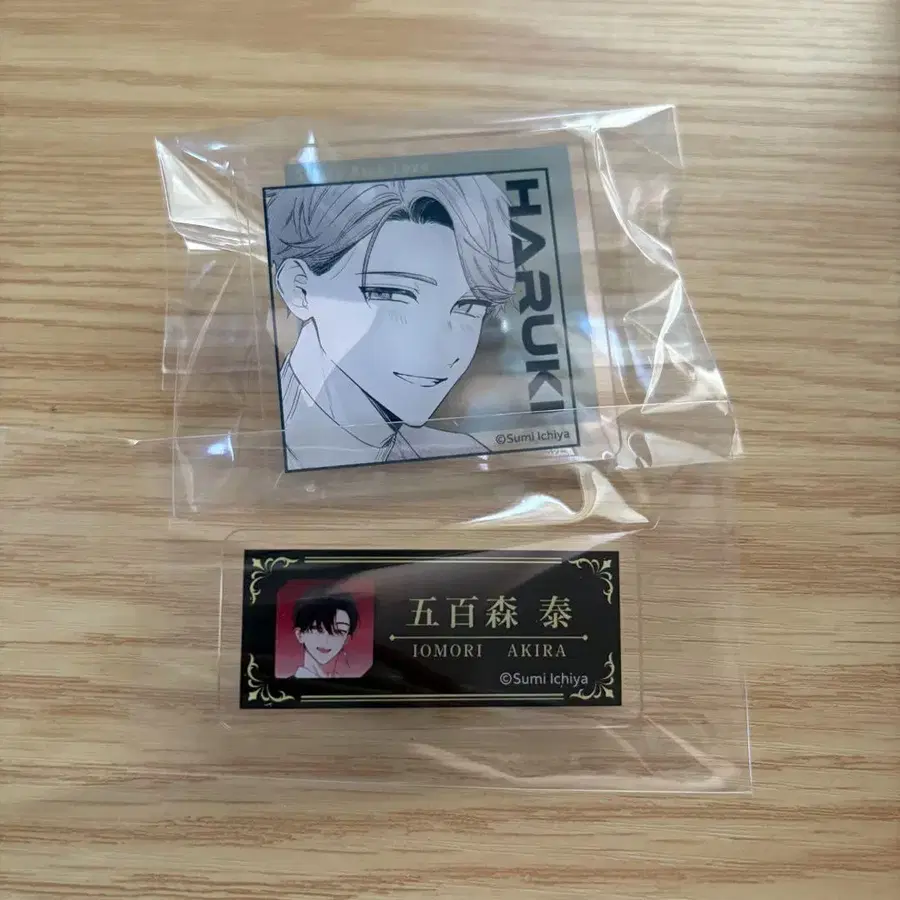 HARUKI
©Sumi Ichiya
五百森 泰
IOMORI AKIRA
©Sumi Ichiya